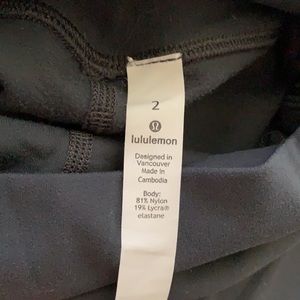 2
lululemon
Designed in
Vancouver
Made In
Cambodia
Body:
81% Nylon
19% Lycra®
elastane